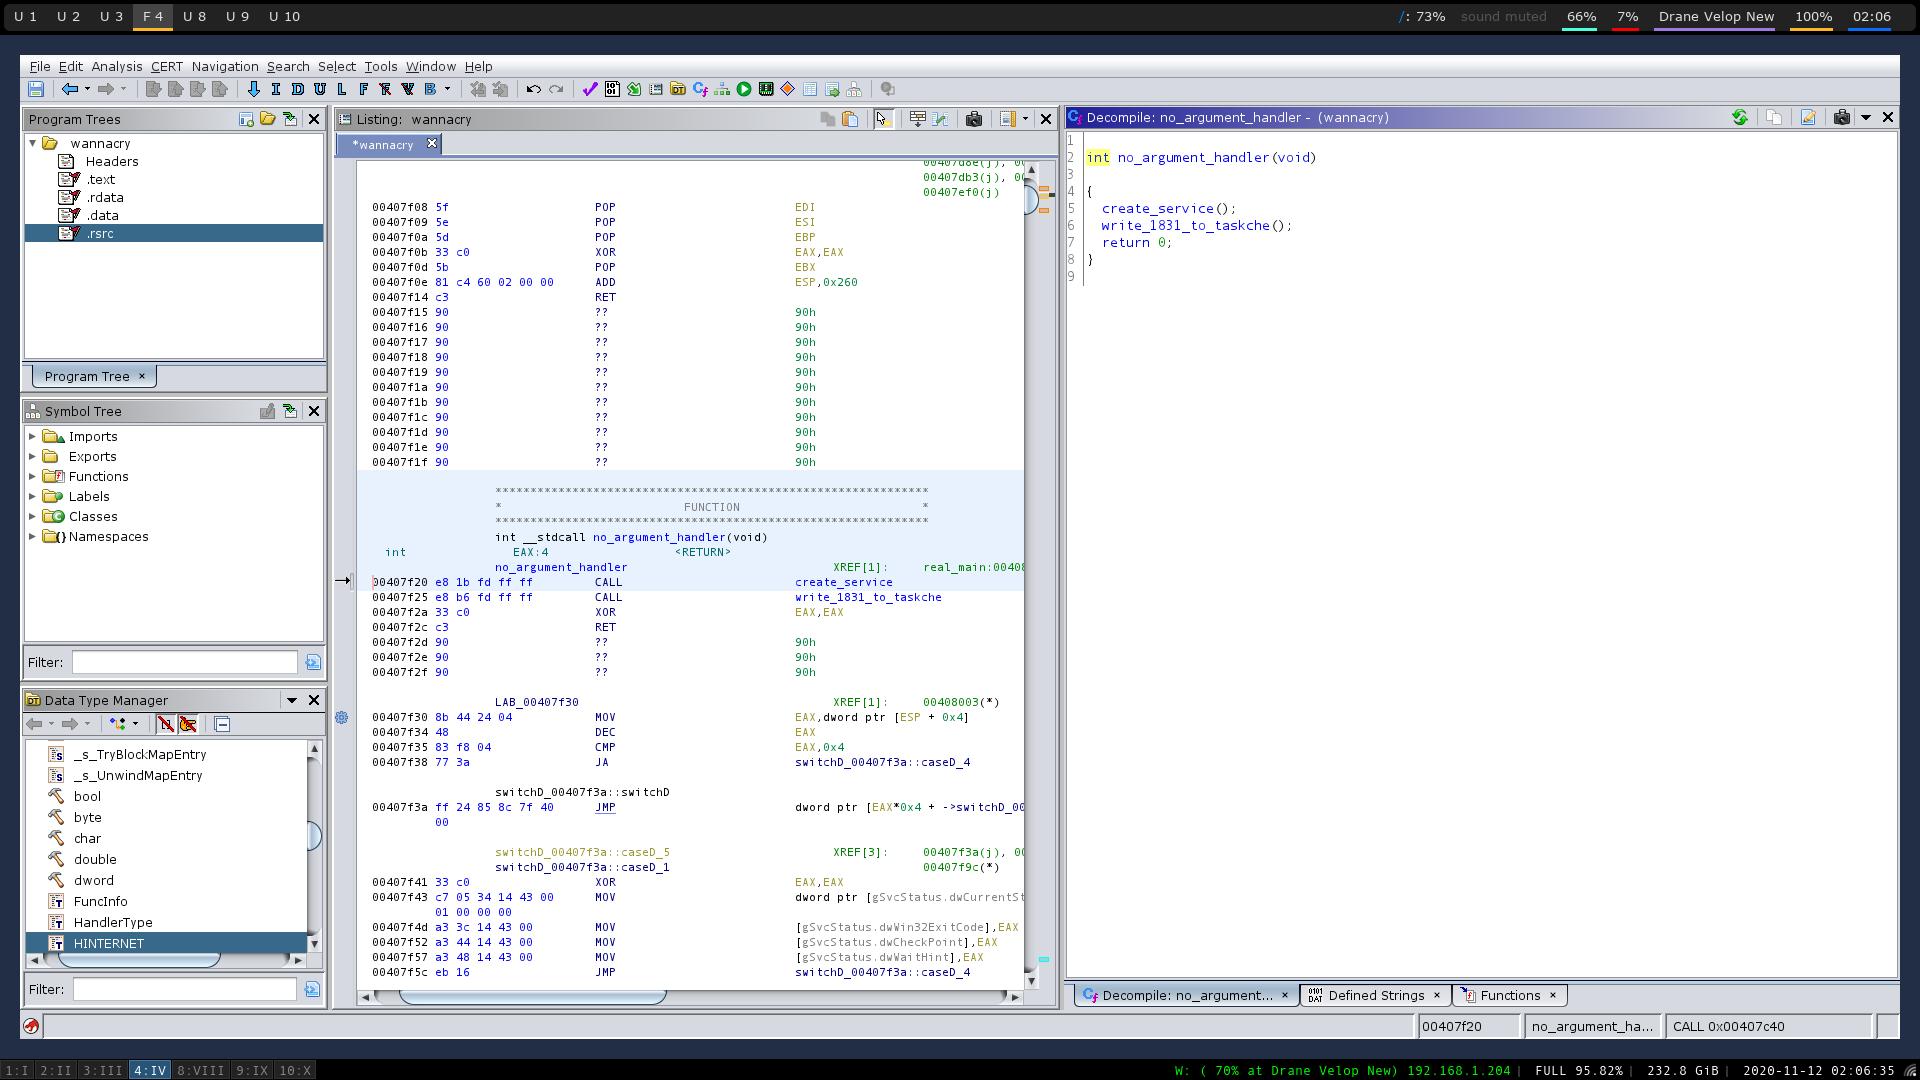 U 1 U 2 U 3 F 4 U 8 U 9 U 10 /: 73% sound muted 66% 7% Drane Velop New 100% 02:06
File Edit Analysis CERT Navigation Search Select Tools Window Help
I D U L F B
Program Trees
wannacry
Headers
.text
.rdata
.data
.rsrc
Program Tree ×
Symbol Tree
Imports
Exports
Functions
Labels
Classes
Namespaces
Filter:
Data Type Manager
_s_TryBlockMapEntry
_s_UnwindMapEntry
bool
byte
char
double
dword
FuncInfo
HandlerType
HINTERNET
Filter:
Listing: wannacry
*wannacry
00407d8e(j), 00
00407db3(j), 00
00407ef0(j)
00407f08 5f POP EDI
00407f09 5e POP ESI
00407f0a 5d POP EBP
00407f0b 33 c0 XOR EAX,EAX
00407f0d 5b POP EBX
00407f0e 81 c4 60 02 00 00 ADD ESP,0x260
00407f14 c3 RET
00407f15 90 ?? 90h
00407f16 90 ?? 90h
00407f17 90 ?? 90h
00407f18 90 ?? 90h
00407f19 90 ?? 90h
00407f1a 90 ?? 90h
00407f1b 90 ?? 90h
00407f1c 90 ?? 90h
00407f1d 90 ?? 90h
00407f1e 90 ?? 90h
00407f1f 90 ?? 90h
**************************************************************
* FUNCTION *
**************************************************************
int __stdcall no_argument_handler(void)
int EAX:4 <RETURN>
no_argument_handler XREF[1]: real_main:00408
00407f20 e8 1b fd ff ff CALL create_service
00407f25 e8 b6 fd ff ff CALL write_1831_to_taskche
00407f2a 33 c0 XOR EAX,EAX
00407f2c c3 RET
00407f2d 90 ?? 90h
00407f2e 90 ?? 90h
00407f2f 90 ?? 90h
LAB_00407f30 XREF[1]: 00408003(*)
00407f30 8b 44 24 04 MOV EAX,dword ptr [ESP + 0x4]
00407f34 48 DEC EAX
00407f35 83 f8 04 CMP EAX,0x4
00407f38 77 3a JA switchD_00407f3a::caseD_4
switchD_00407f3a::switchD
00407f3a ff 24 85 8c 7f 40 JMP dword ptr [EAX*0x4 + ->switchD_00
00
switchD_00407f3a::caseD_5 XREF[3]: 00407f3a(j), 00
switchD_00407f3a::caseD_1 00407f9c(*)
00407f41 33 c0 XOR EAX,EAX
00407f43 c7 05 34 14 43 00 MOV dword ptr [gSvcStatus.dwCurrentSt
01 00 00 00
00407f4d a3 3c 14 43 00 MOV [gSvcStatus.dwWin32ExitCode],EAX
00407f52 a3 44 14 43 00 MOV [gSvcStatus.dwCheckPoint],EAX
00407f57 a3 48 14 43 00 MOV [gSvcStatus.dwWaitHint],EAX
00407f5c eb 16 JMP switchD_00407f3a::caseD_4
Decompile: no_argument_handler - (wannacry)
1
2 int no_argument_handler(void)
3
4 {
5 create_service();
6 write_1831_to_taskche();
7 return 0;
8 }
9
Decompile: no_argument... × Defined Strings × Functions ×
00407f20 no_argument_ha... CALL 0x00407c40
1:I 2:II 3:III 4:IV 8:VIII 9:IX 10:X W: ( 70% at Drane Velop New) 192.168.1.204 | FULL 95.82% | 232.8 GiB | 2020-11-12 02:06:35